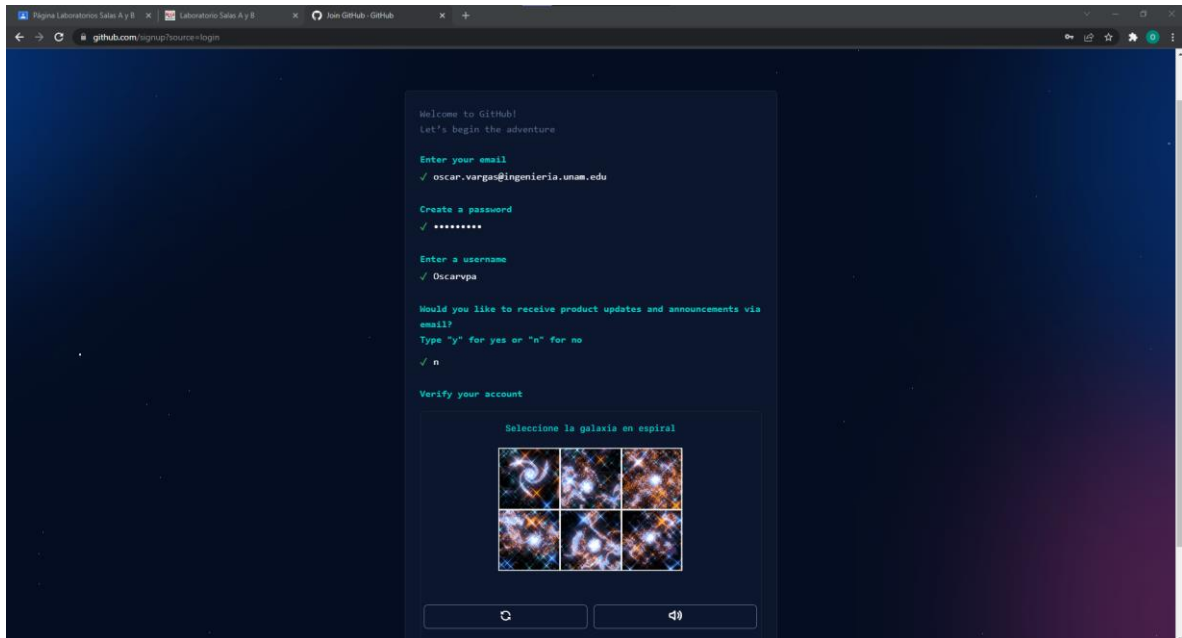 Página Laboratorios Salas A y B
Laboratorio Salas A y B
Join GitHub · GitHub
github.com/signup?source=login
Welcome to GitHub!
Let's begin the adventure
Enter your email
✓ oscar.vargas@ingenieria.unam.edu
Create a password
✓ •••••••••
Enter a username
✓ Oscarvpa
Would you like to receive product updates and announcements via
email?
Type "y" for yes or "n" for no
✓ n
Verify your account
Seleccione la galaxia en espiral